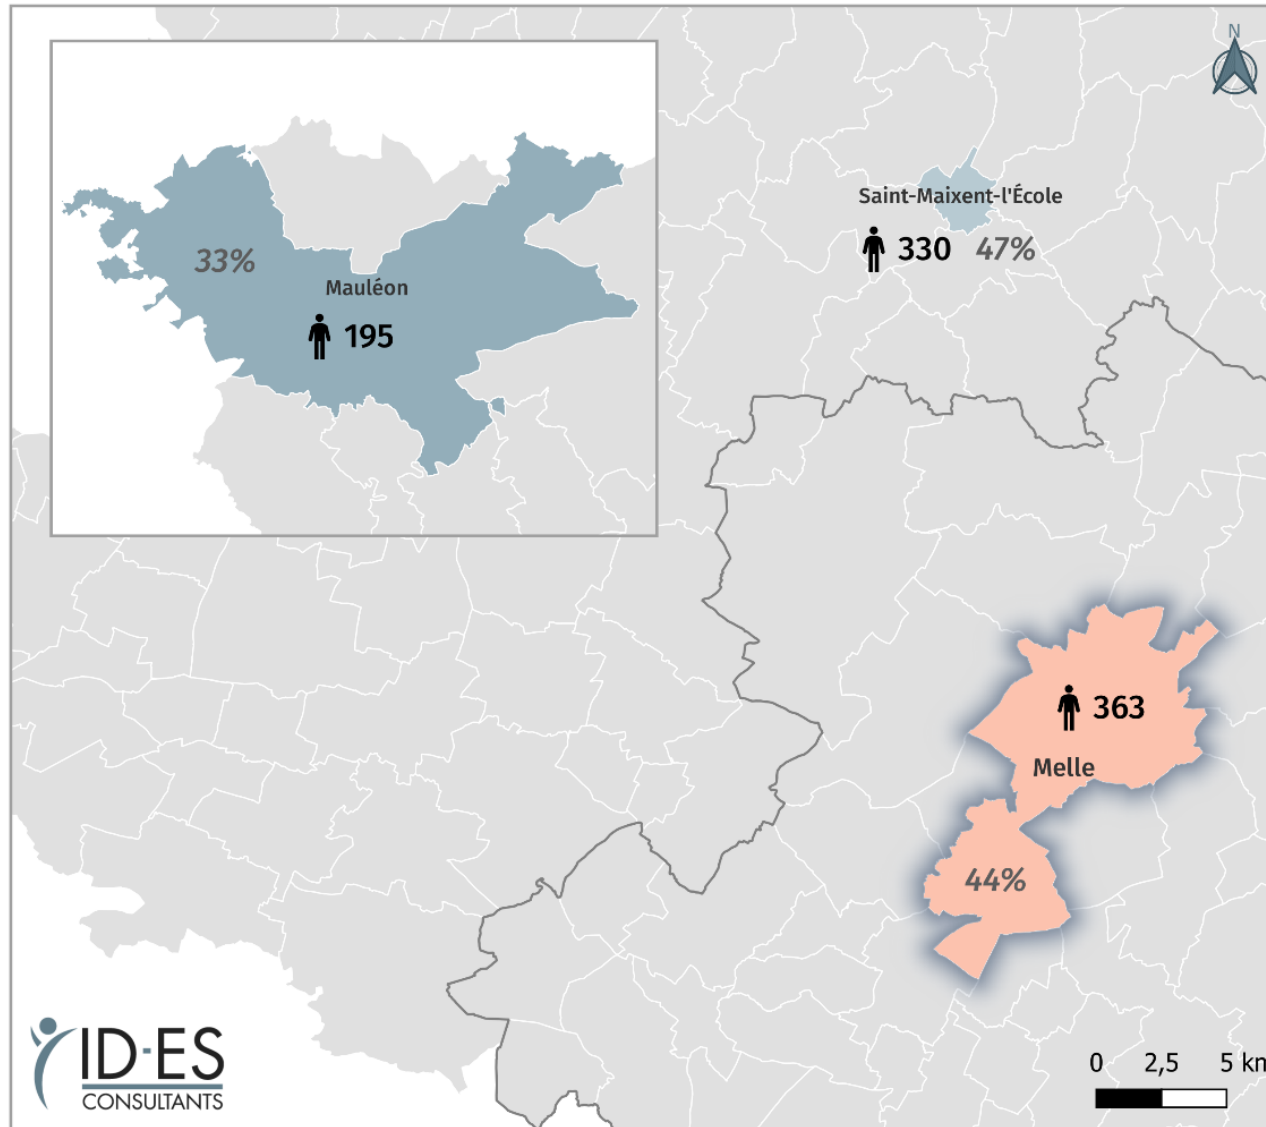 N
Saint-Maixent-l'École
330 47%
33%
Mauléon
195
363
Melle
44%
ID-ES
CONSULTANTS
0 2,5 5 km